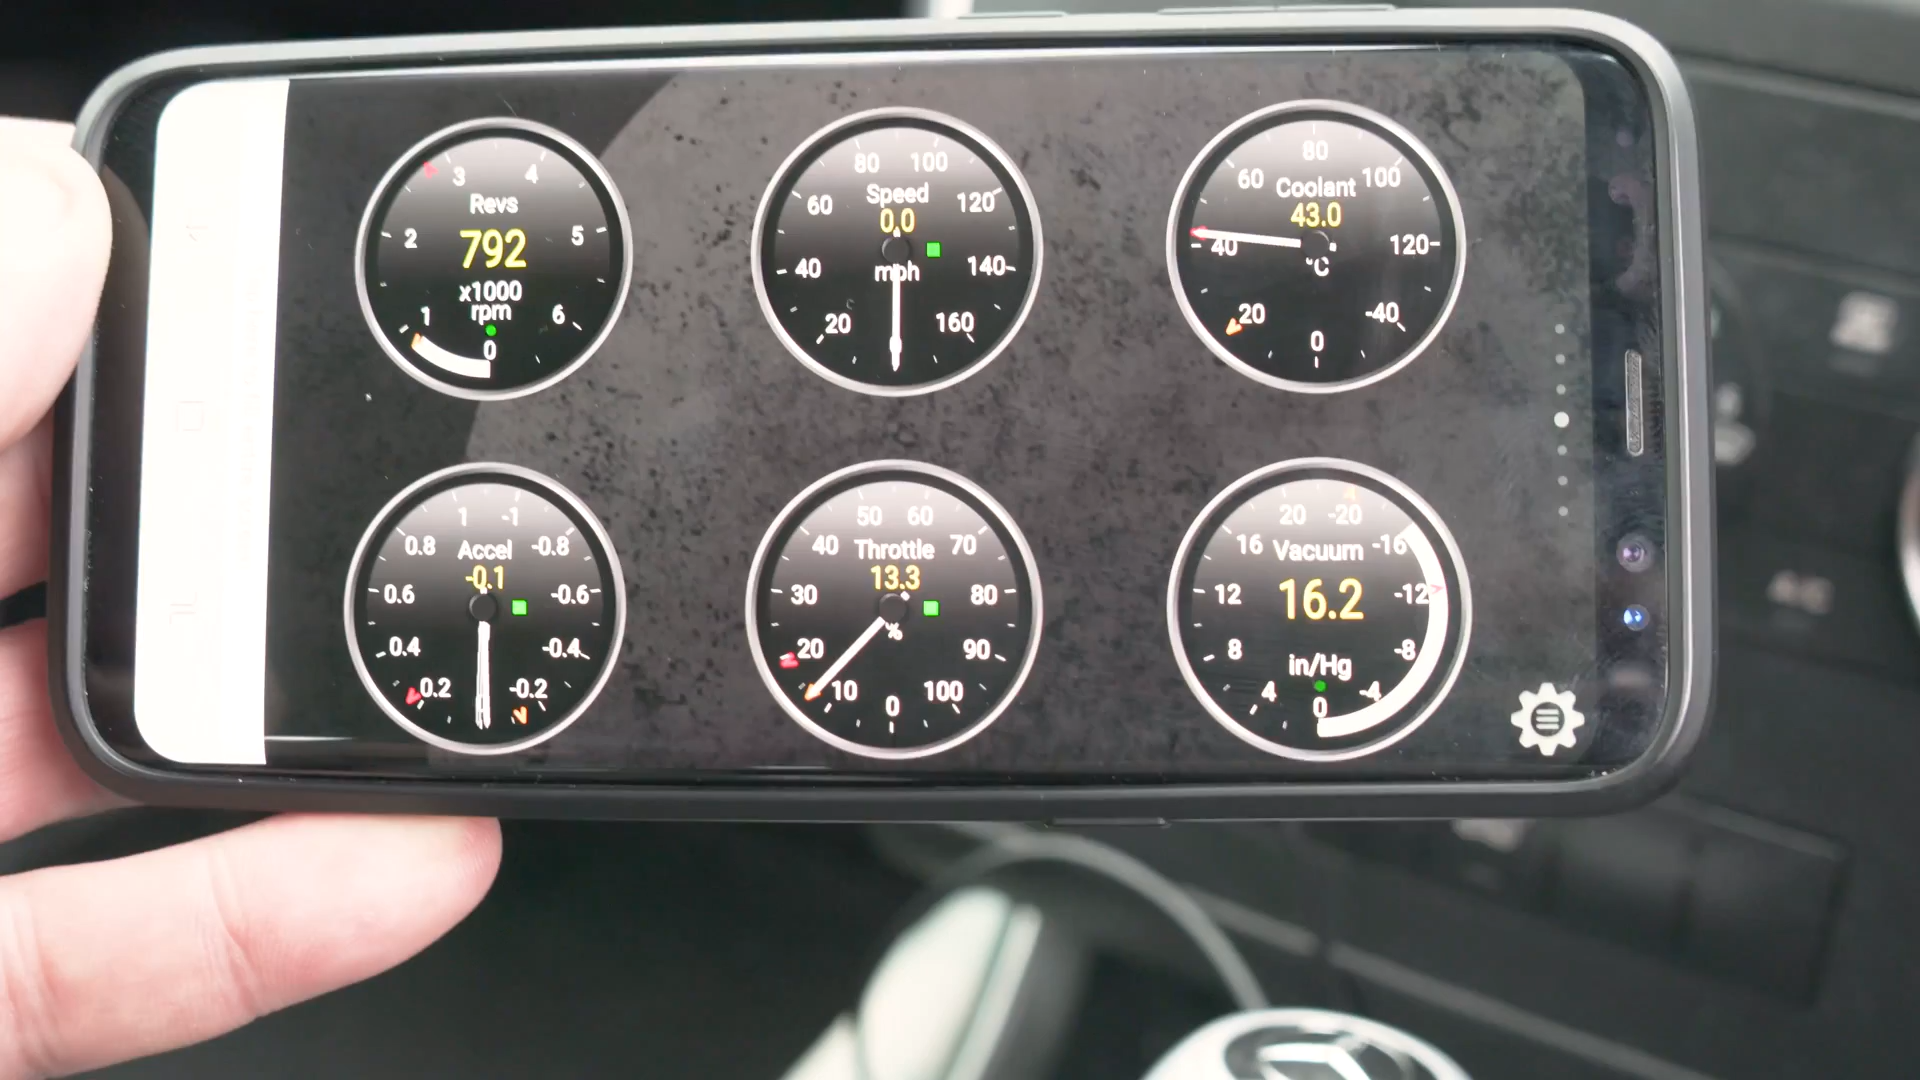 3 4
Revs
2 792 5
x1000
rpm
1 6
0
80 100
Speed
60 0.0 120
mph
40 140
20 160
80
60 Coolant 100
43.0
40 120
°C
20 -40
0
1 -1
0.8 Accel -0.8
-0.1
0.6 -0.6
0.4 -0.4
0.2 -0.2
50 60
40 Throttle 70
13.3
30 80
%
20 90
10 100
0
20 -20
16 Vacuum -16
12 16.2 -12
8 in/Hg -8
4 -4
0